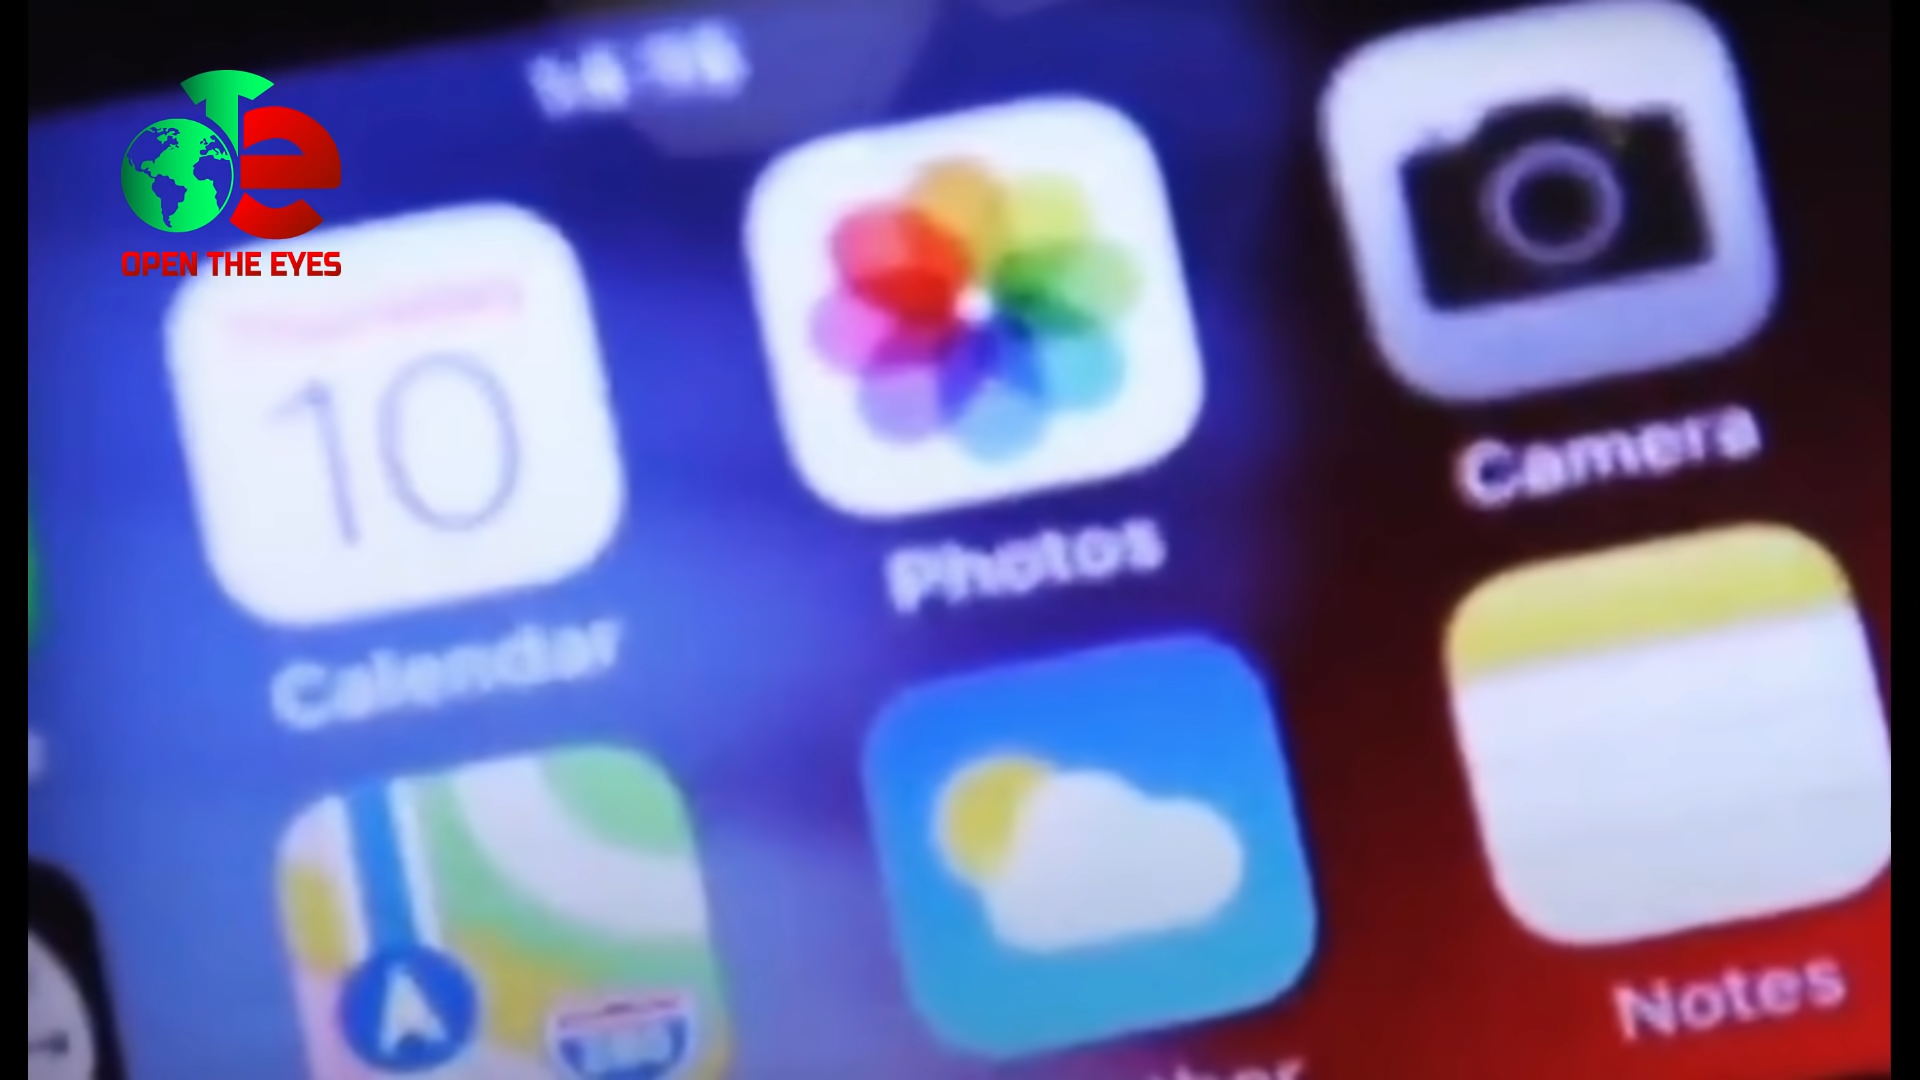 OPEN THE EYES
10
Calendar
Photos
Camera
Notes